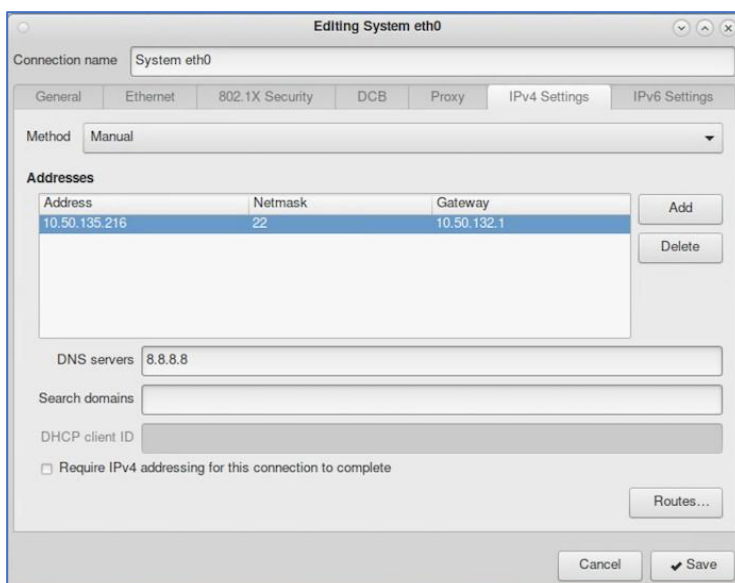 Editing System eth0
Connection name System eth0
General Ethernet 802.1X Security DCB Proxy IPv4 Settings IPv6 Settings
Method Manual
Addresses
Address Netmask Gateway
10.50.135.216 22 10.50.132.1
Add
Delete
DNS servers 8.8.8.8
Search domains
DHCP client ID
Require IPv4 addressing for this connection to complete
Routes...
Cancel Save